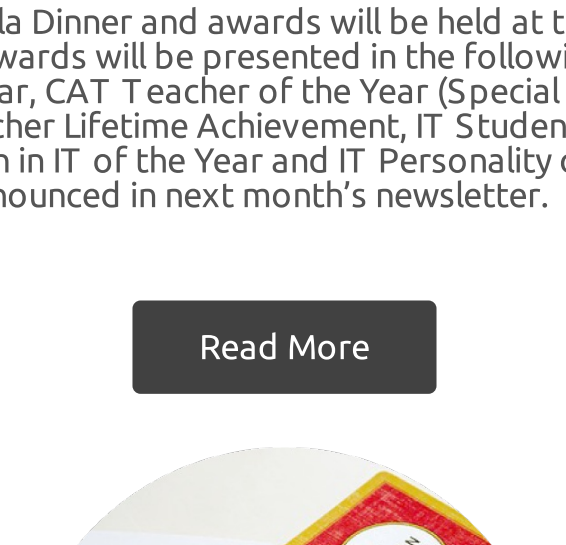 la Dinner and awards will be held at t
wards will be presented in the followi
ar, CAT Teacher of the Year (Special
cher Lifetime Achievement, IT Studen
n in IT of the Year and IT Personality
nounced in next month’s newsletter.
Read More
N